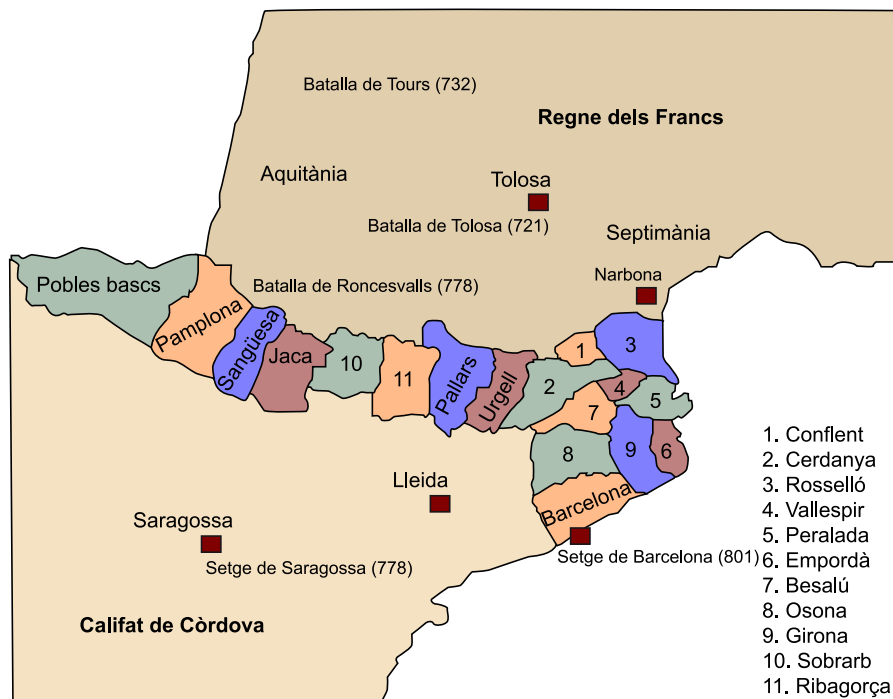 Batalla de Tours (732)
Regne dels Francs
Aquitània
Tolosa
Batalla de Tolosa (721)
Septimània
Pobles bascs
Batalla de Roncesvalls (778)
Narbona
Pamplona
Sangüesa
Jaca
10
11
Pallars
Urgell
2
1
3
4
5
7
8
9
6
Barcelona
Lleida
Saragossa
Setge de Saragossa (778)
Setge de Barcelona (801)
Califat de Còrdova
1. Conflent
2. Cerdanya
3. Rosselló
4. Vallespir
5. Peralada
6. Empordà
7. Besalú
8. Osona
9. Girona
10. Sobrarb
11. Ribagorça